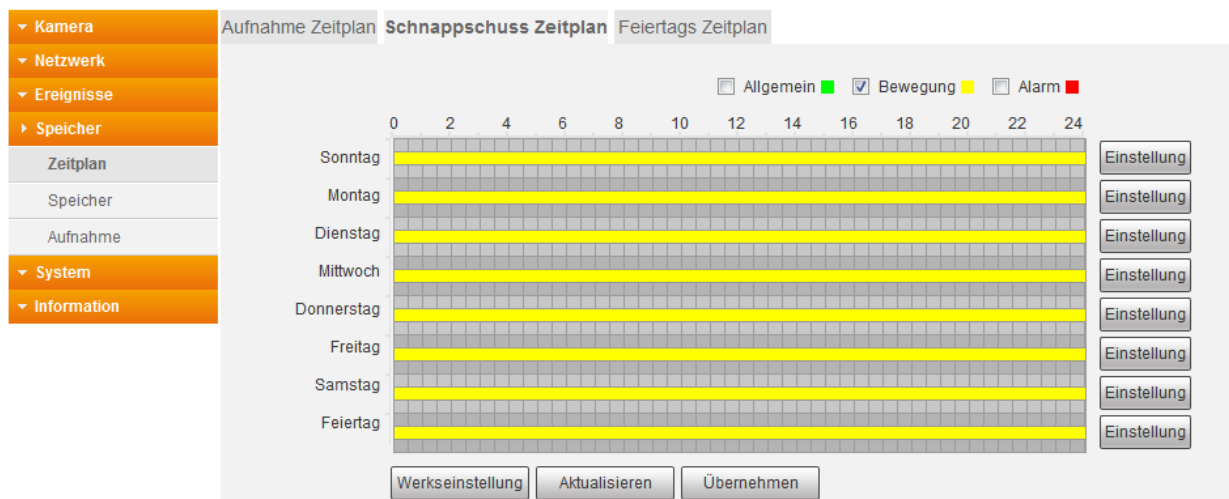 Kamera
Netzwerk
Ereignisse
Speicher
Zeitplan
Speicher
Aufnahme
System
Information
Aufnahme Zeitplan Schnappschuss Zeitplan Feiertags Zeitplan
Allgemein Bewegung Alarm
0 2 4 6 8 10 12 14 16 18 20 22 24
Sonntag Einstellung
Montag Einstellung
Dienstag Einstellung
Mittwoch Einstellung
Donnerstag Einstellung
Freitag Einstellung
Samstag Einstellung
Feiertag Einstellung
Werkseinstellung Aktualisieren Übernehmen